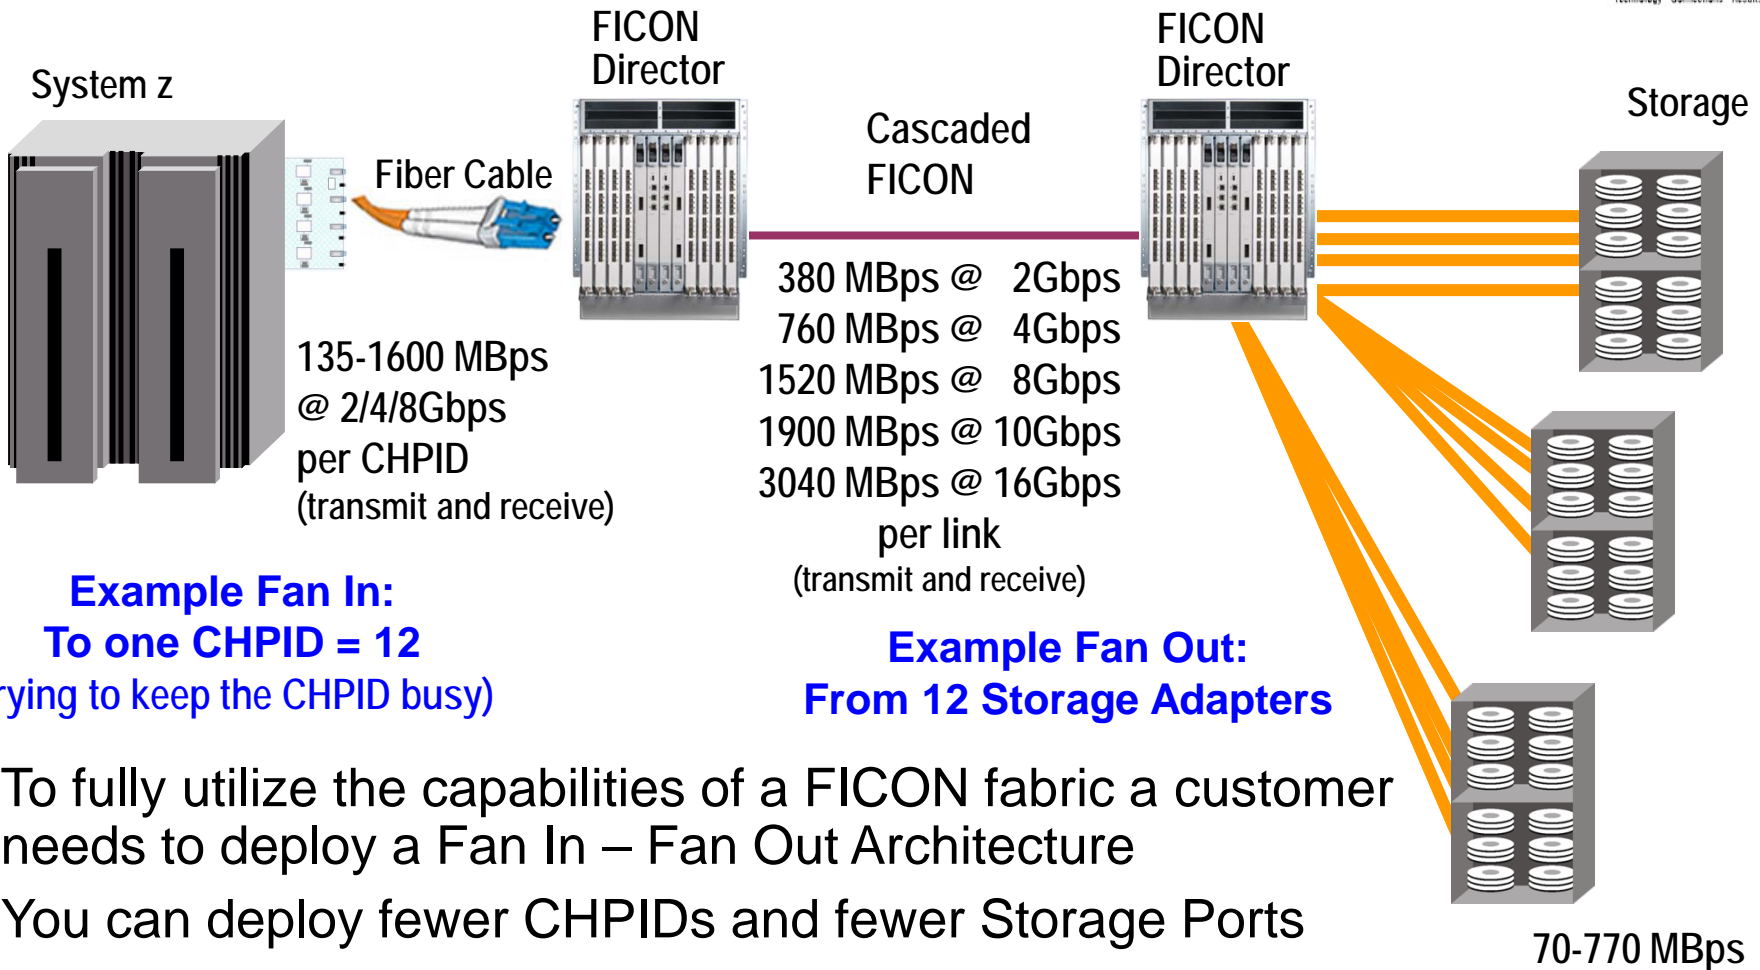 FICON
Director
FICON
Director
System z
Storage
Cascaded
FICON
Fiber Cable
380 MBps @ 2Gbps
760 MBps @ 4Gbps
1520 MBps @ 8Gbps
1900 MBps @ 10Gbps
3040 MBps @ 16Gbps
per link
(transmit and receive)
135-1600 MBps
@ 2/4/8Gbps
per CHPID
(transmit and receive)
Example Fan In:
To one CHPID = 12
rying to keep the CHPID busy)
Example Fan Out:
From 12 Storage Adapters
To fully utilize the capabilities of a FICON fabric a customer
needs to deploy a Fan In – Fan Out Architecture
You can deploy fewer CHPIDs and fewer Storage Ports
70-770 MBps